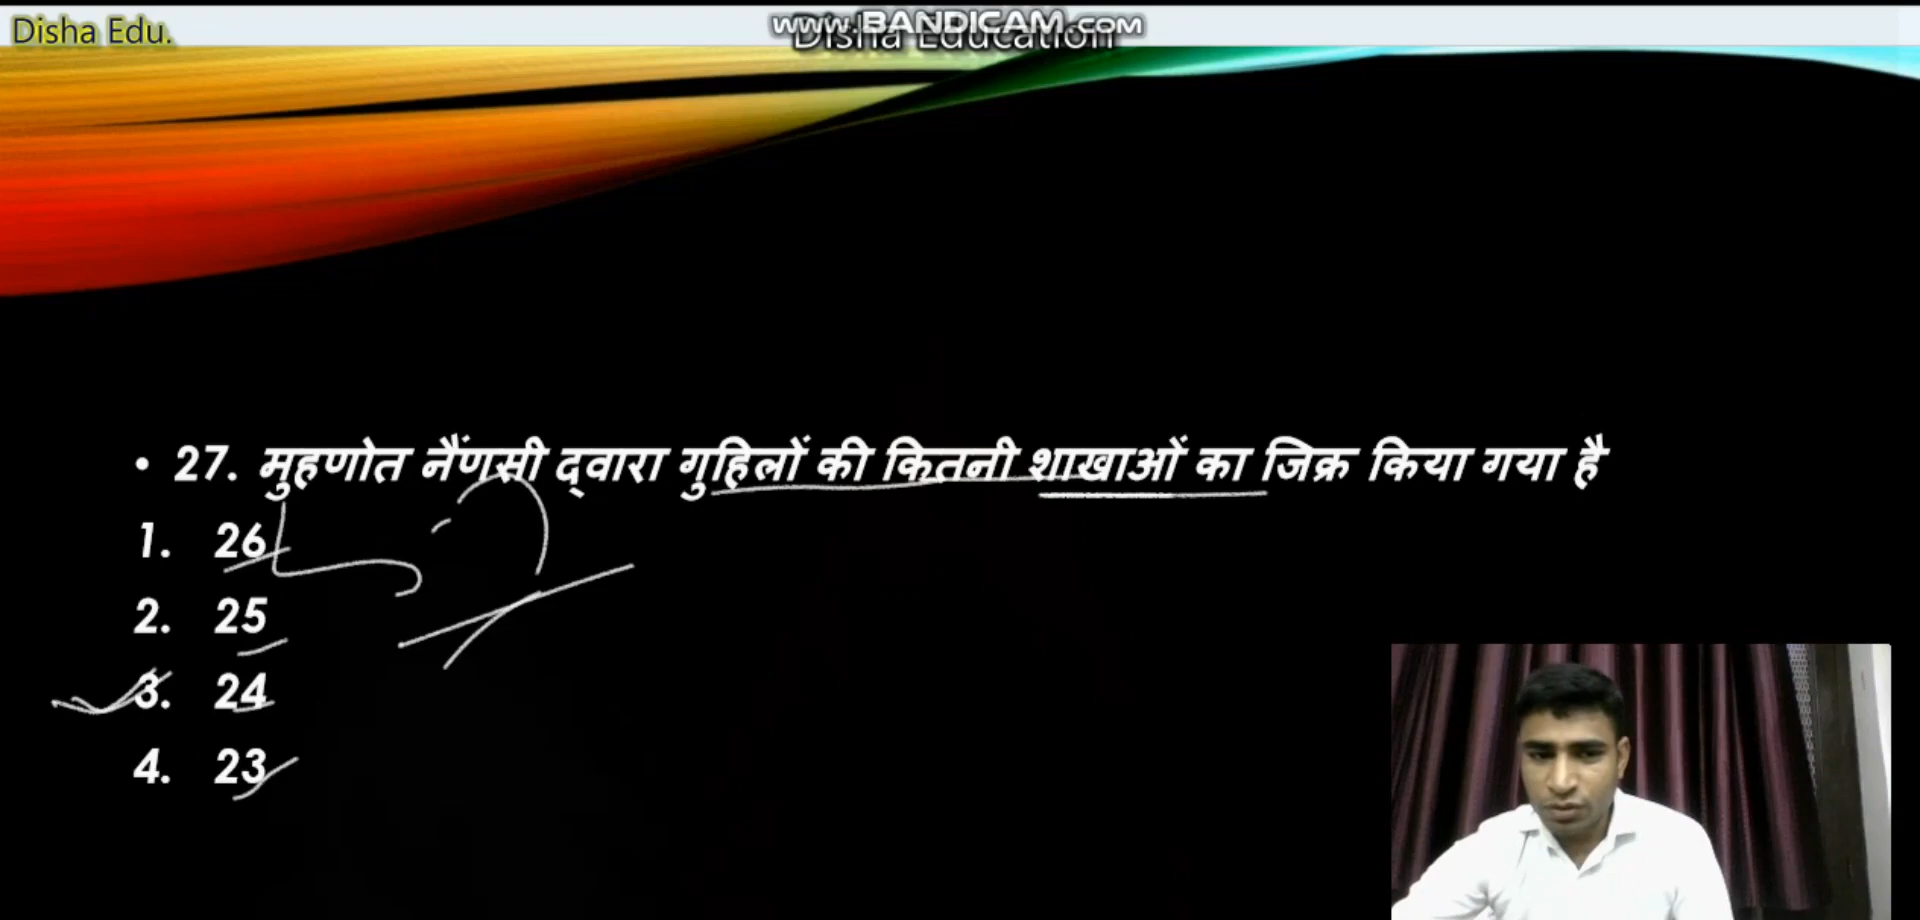 Disha Edu.
www.BANDICAM.com
Disha Education
• 27. मुहणोत नैंणसी द्वारा गुहिलों की कितनी शाखाओं का जिक्र किया गया है
1. 26
2. 25
3. 24
4. 23